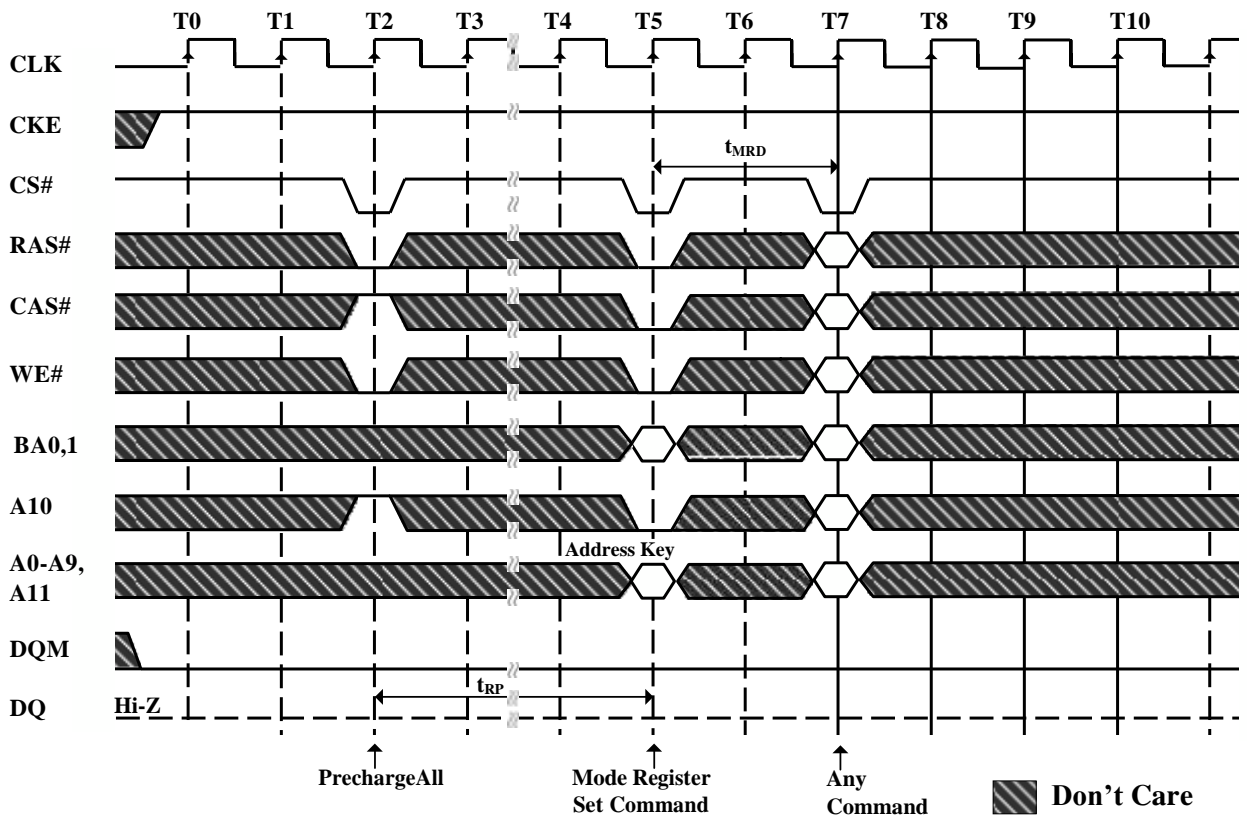 T0 T1 T2 T3 T4 T5 T6 T7 T8 T9 T10
CLK
CKE
tMRD
CS#
RAS#
CAS#
WE#
BA0,1
A10
Address Key
A0-A9,
A11
DQM
tRP
DQ Hi-Z
PrechargeAll
Mode Register
Set Command
Any
Command
Don't Care